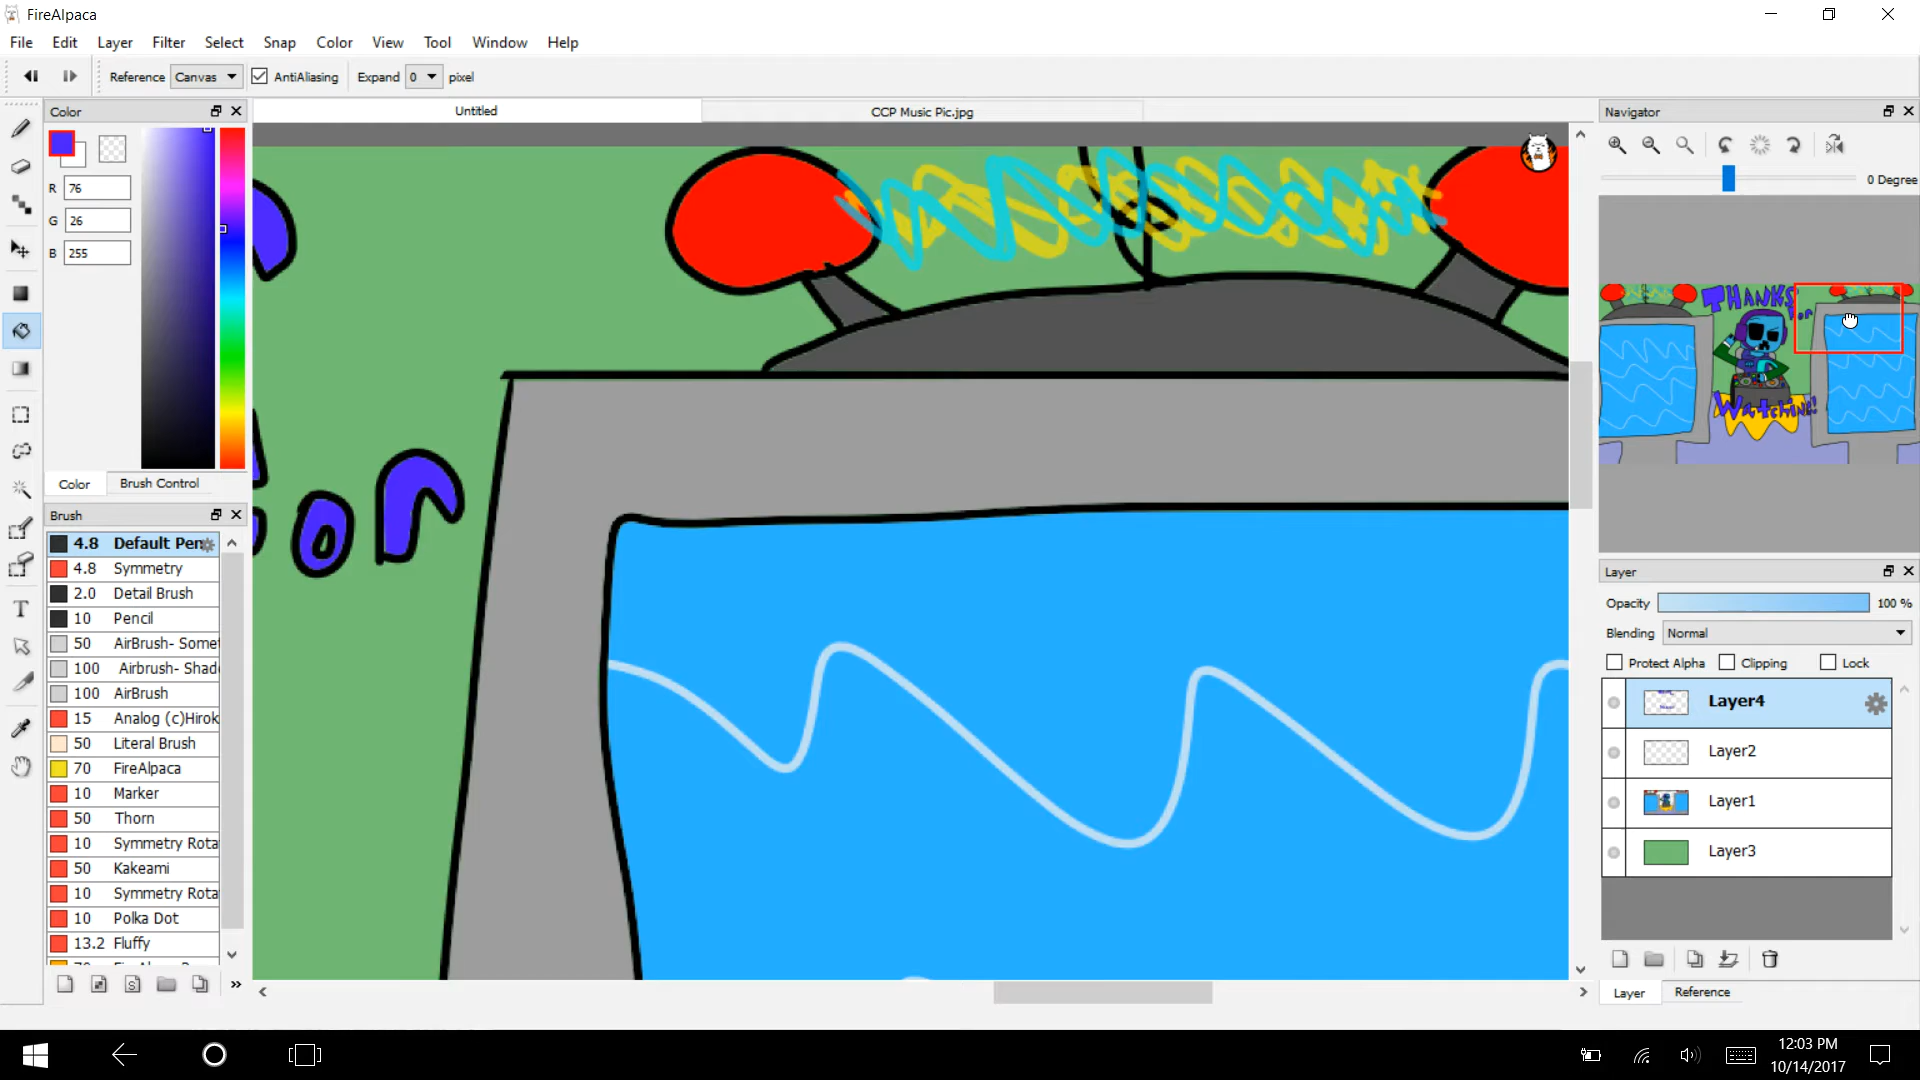 FireAlpaca
File Edit Layer Filter Select Snap Color View Tool Window Help
Reference Canvas AntiAliasing Expand 0 pixel
Color
Untitled
CCP Music Pic.jpg
Navigator
R 76
G 26
B 255
0 Degree
THANKS
For
Watching!
or
Color Brush Control
Brush
4.8 Default Pen
4.8 Symmetry
2.0 Detail Brush
10 Pencil
50 AirBrush- Somet
100 Airbrush- Shad
100 AirBrush
15 Analog (c)Hirok
50 Literal Brush
70 FireAlpaca
10 Marker
50 Thorn
10 Symmetry Rota
50 Kakeami
10 Symmetry Rota
10 Polka Dot
13.2 Fluffy
Layer
Opacity 100 %
Blending Normal
Protect Alpha Clipping Lock
Layer4
Layer2
Layer1
Layer3
Layer Reference
12:03 PM
10/14/2017